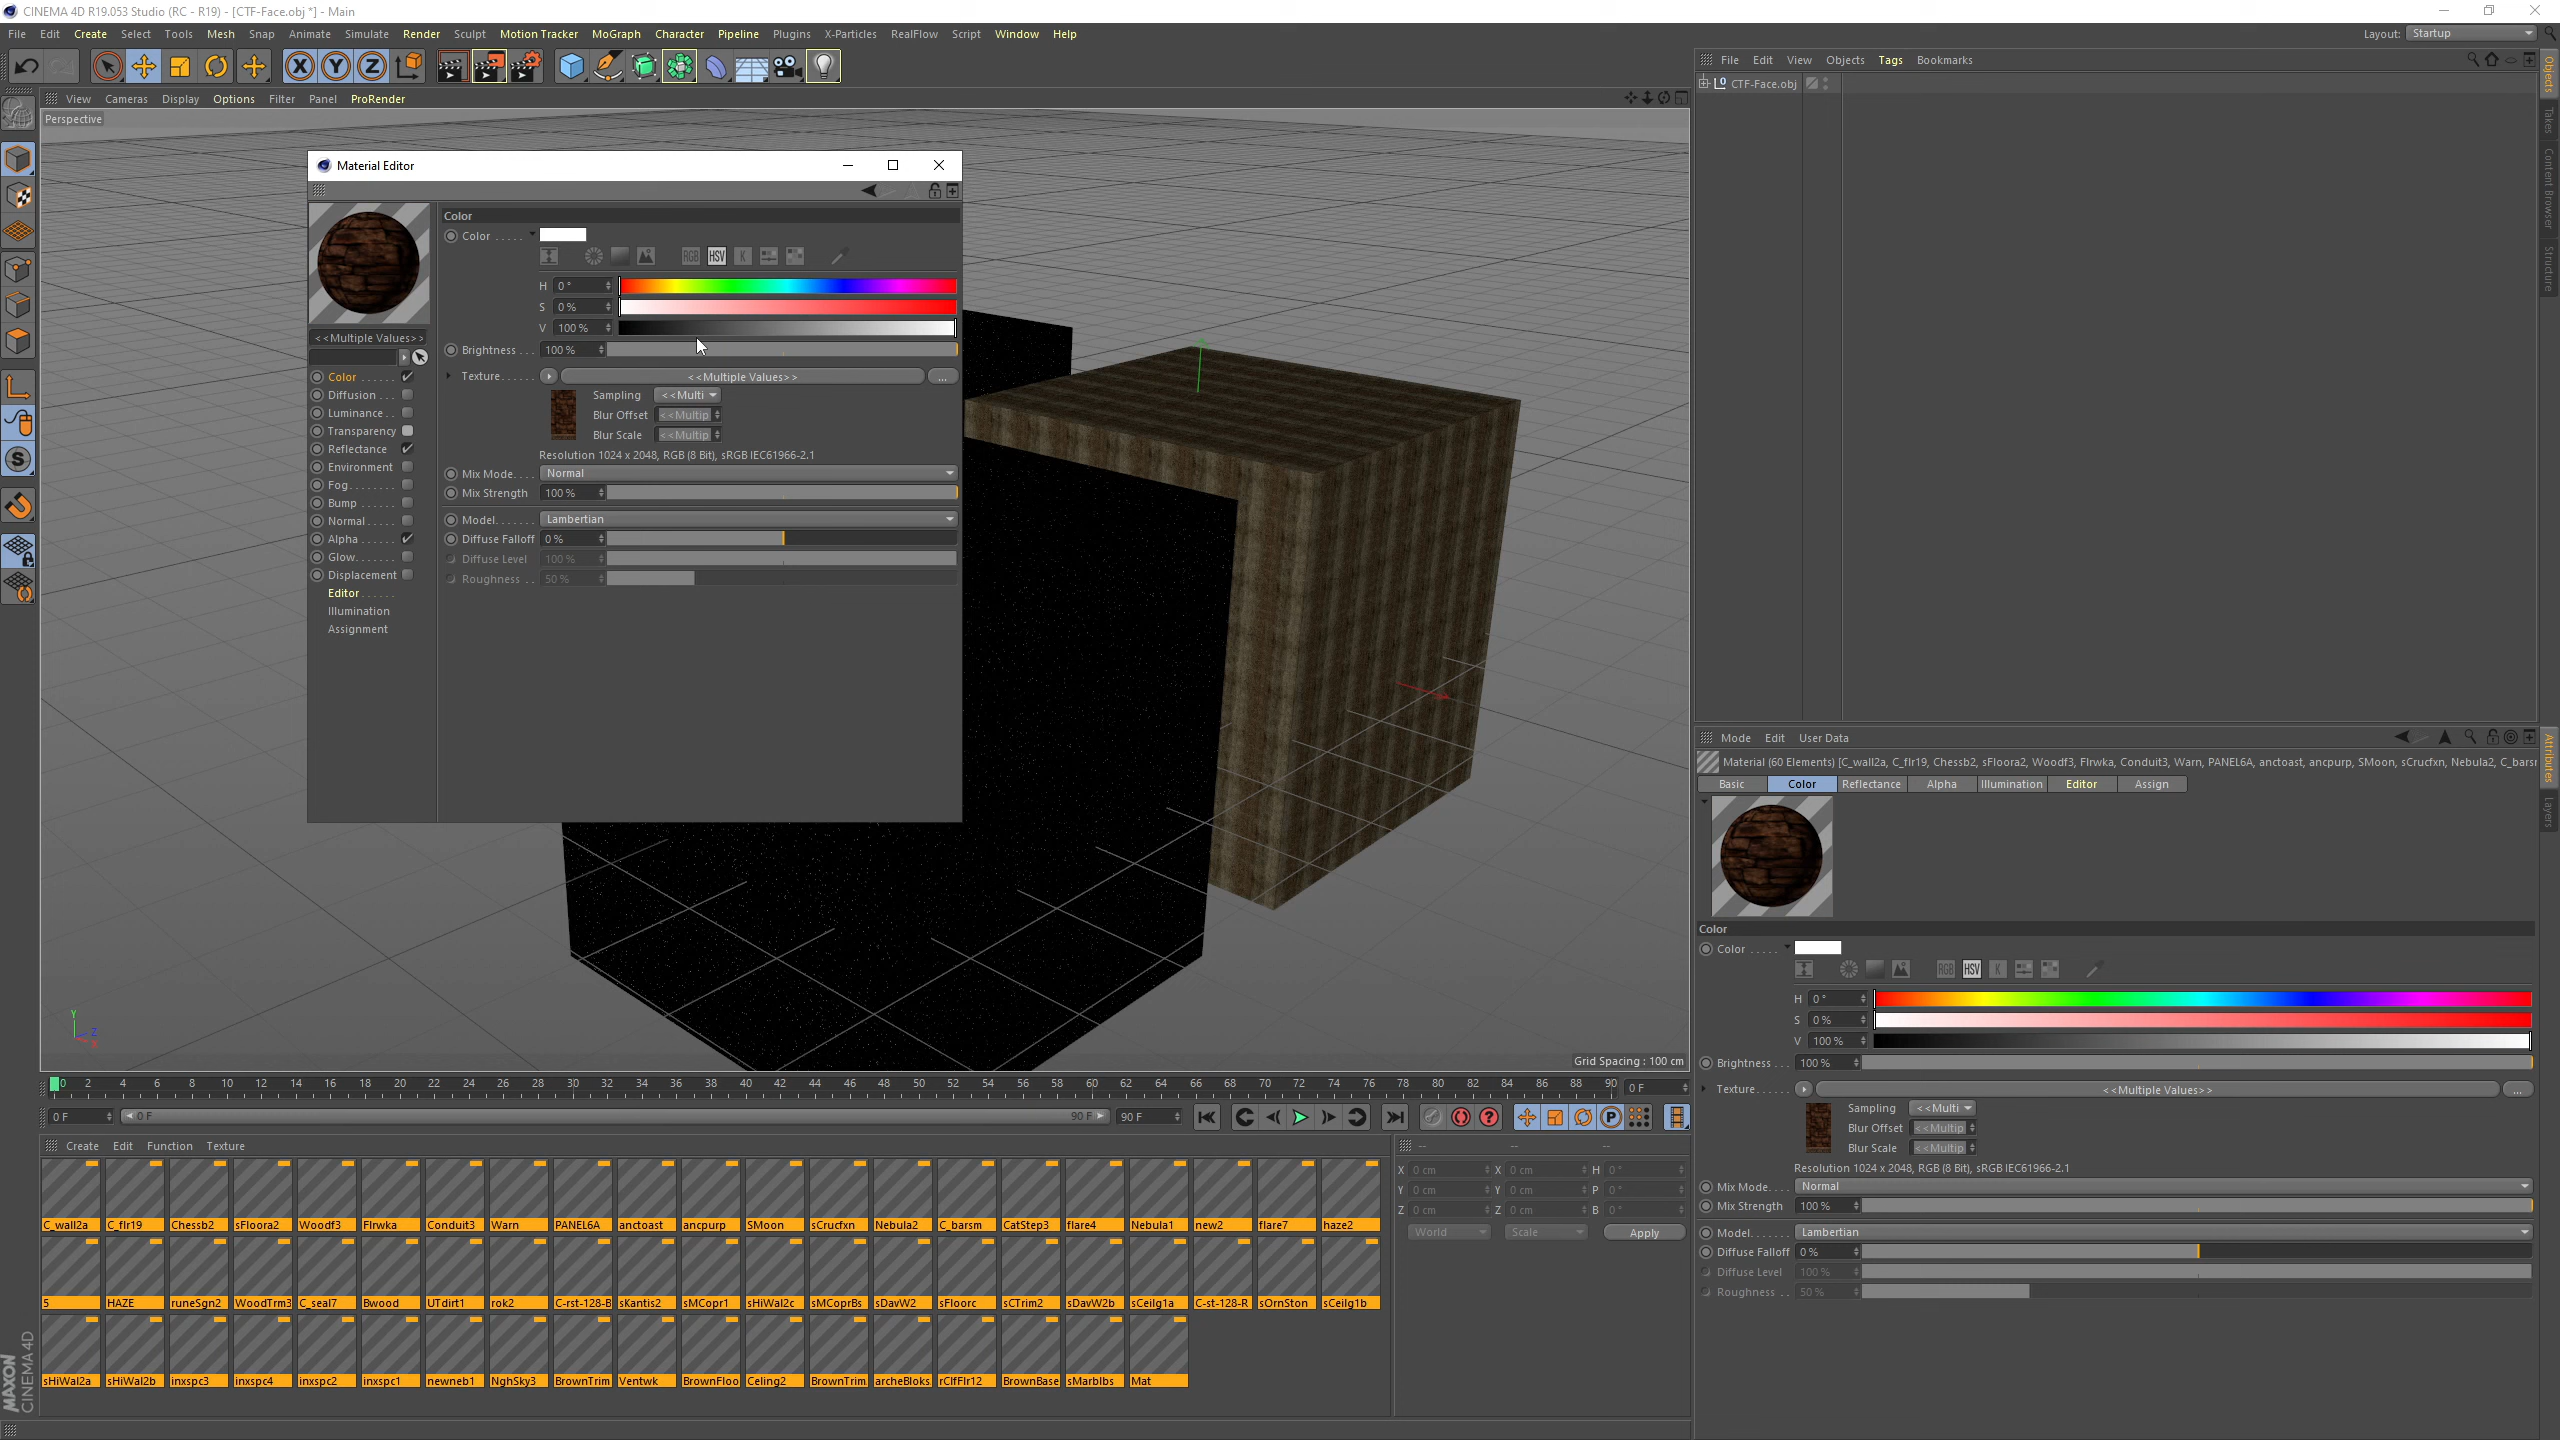 CINEMA 4D R19.053 Studio (RC - R19) - [CTF-Face.obj *] - Main
File Edit Create Select Tools Mesh Snap Animate Simulate Render Sculpt Motion Tracker MoGraph Character Pipeline Plugins X-Particles RealFlow Script Window Help
Layout: Startup
File Edit View Objects Tags Bookmarks
CTF-Face.obj
View Cameras Display Options Filter Panel ProRender
Perspective
Material Editor
Color
Color
RGB HSV K
H 0 °
S 0 %
V 100 %
<<Multiple Values>>
Brightness 100 %
Color
Texture <<Multiple Values>> ...
Diffusion
Sampling <<Multi
Luminance
Blur Offset <<Multip
Transparency
Blur Scale <<Multip
Reflectance
Resolution 1024 x 2048, RGB (8 Bit), sRGB IEC61966-2.1
Environment
Mix Mode Normal
Fog
Mix Strength 100 %
Bump
Normal
Model Lambertian
Alpha
Diffuse Falloff 0 %
Glow
Diffuse Level 100 %
Displacement
Roughness 50 %
Editor
Illumination
Assignment
Objects
Takes
Content Browser
Structure
Y
Z
X
Grid Spacing : 100 cm
Mode Edit User Data
Material (60 Elements) [C_wall2a, C_flr19, Chessb2, sFloora2, Woodf3, Flrwka, Conduit3, Warn, PANEL6A, anctoast, ancpurp, SMoon, sCrucfxn, Nebula2, C_barsm
Basic Color Reflectance Alpha Illumination Editor Assign
Color
Color
RGB HSV K
H 0 °
S 0 %
V 100 %
Brightness 100 %
Texture <<Multiple Values>> ...
Sampling <<Multi
Blur Offset <<Multip
Blur Scale <<Multip
Resolution 1024 x 2048, RGB (8 Bit), sRGB IEC61966-2.1
Mix Mode Normal
Mix Strength 100 %
Model Lambertian
Diffuse Falloff 0 %
Diffuse Level 100 %
Roughness 50 %
Attributes
Layers
0 2 4 6 8 10 12 14 16 18 20 22 24 26 28 30 32 34 36 38 40 42 44 46 48 50 52 54 56 58 60 62 64 66 68 70 72 74 76 78 80 82 84 86 88 90 0 F
0 F 0 F 90 F 90 F
Create Edit Function Texture
C_wall2a C_flr19 Chessb2 sFloora2 Woodf3 Flrwka Conduit3 Warn PANEL6A anctoast ancpurp SMoon sCrucfxn Nebula2 C_barsm CatStep3 flare4 Nebula1 new2 flare7 haze2
5 HAZE runeSgn2 WoodTrm3 C_seal7 Bwood UTdirt1 rok2 C-rst-128-B sKantis2 sMCopr1 sHiWal2c sMCoprBs sDavW2 sFloorc sCTrim2 sDavW2b sCeilg1a C-st-128-R sOrnSton sCeilg1b
sHiWal2a sHiWal2b inxspc3 inxspc4 inxspc2 inxspc1 newneb1 NghSky3 BrownTrim Ventwk BrownFloo Celing2 BrownTrim archeBloks rClfFlr12 BrownBase sMarblbs Mat
-- -- --
X 0 cm X 0 cm H 0 °
Y 0 cm Y 0 cm P 0 °
Z 0 cm Z 0 cm B 0 °
World Scale Apply
MAXON
CINEMA 4D